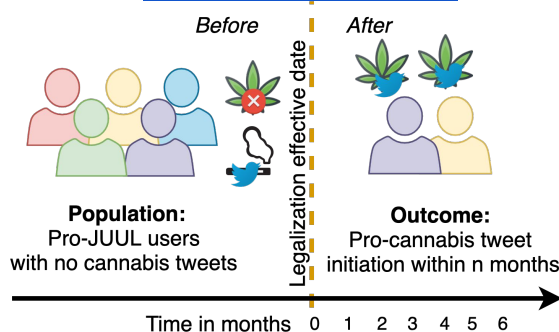 Before
After
Legalization effective date
Population:
Pro-JUUL users
with no cannabis tweets
Outcome:
Pro-cannabis tweet
initiation within n months
Time in months 0 1 2 3 4 5 6